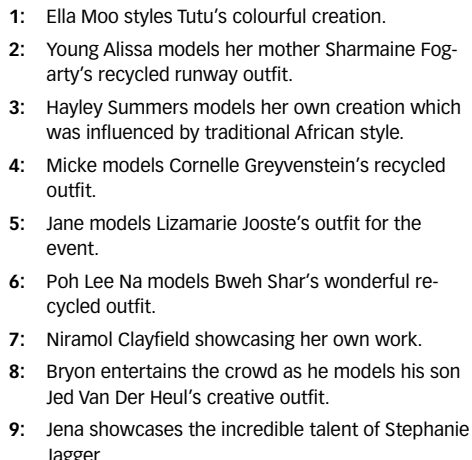 1: Ella Moo styles Tutu's colourful creation.
2: Young Alissa models her mother Sharmaine Fog-
arty's recycled runway outfit.
3: Hayley Summers models her own creation which
was influenced by traditional African style.
4: Micke models Cornelle Greyvenstein's recycled
outfit.
5: Jane models Lizamarie Jooste's outfit for the
event.
6: Poh Lee Na models Bweh Shar's wonderful re-
cycled outfit.
7: Niramol Clayfield showcasing her own work.
8: Bryon entertains the crowd as he models his son
Jed Van Der Heul's creative outfit.
9: Jena showcases the incredible talent of Stephanie
Jagger